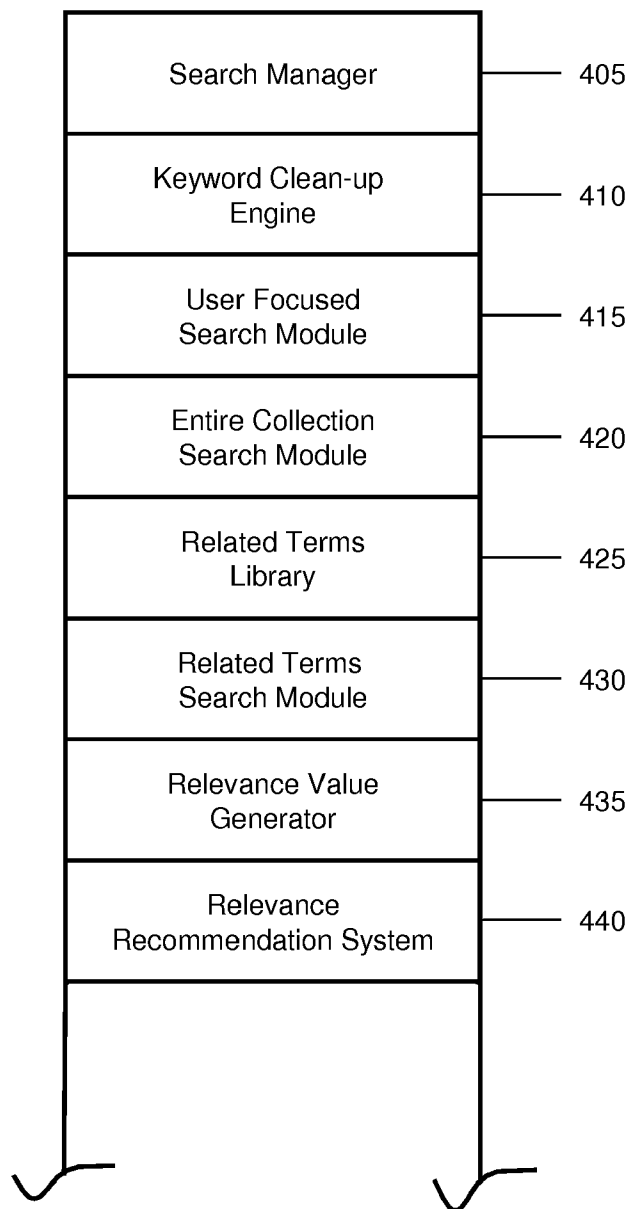 Search Manager
405
Keyword Clean-up
Engine
410
User Focused
Search Module
415
Entire Collection
Search Module
420
Related Terms
Library
425
Related Terms
Search Module
430
Relevance Value
Generator
435
Relevance
Recommendation System
440